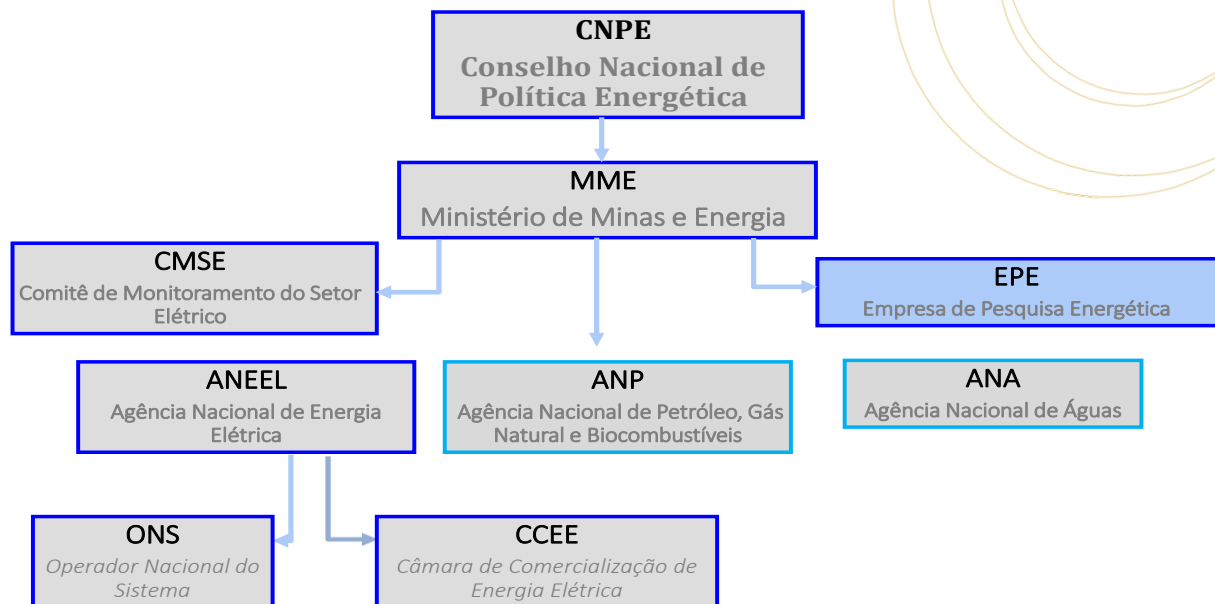 CNPE
Conselho Nacional de
Política Energética
MME
Ministério de Minas e Energia
CMSE
Comitê de Monitoramento do Setor
Elétrico
EPE
Empresa de Pesquisa Energética
ANEEL
Agência Nacional de Energia
Elétrica
ANP
Agência Nacional de Petróleo, Gás
Natural e Biocombustíveis
ANA
Agência Nacional de Águas
ONS
Operador Nacional do
Sistema
CCEE
Câmara de Comercialização de
Energia Elétrica